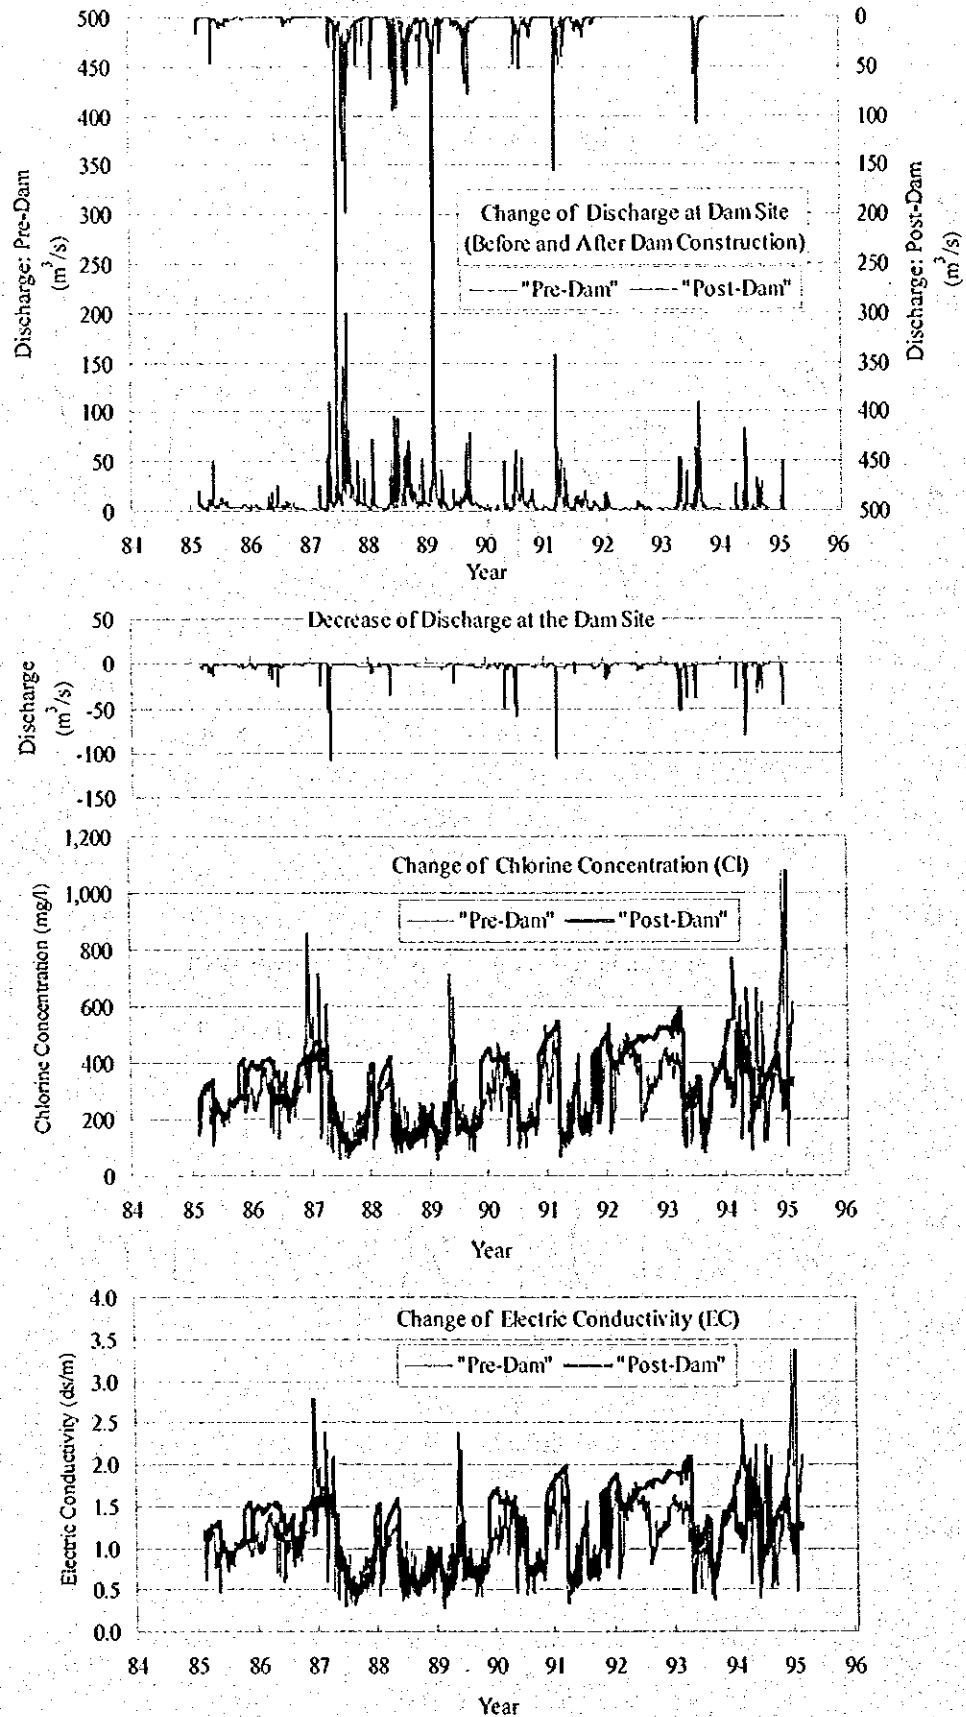 500 0
450 50
400 100
350 150
300 200
250 250
200 300
150 350
100 400
50 450
0 500
Discharge: Pre-Dam
(m³/s)
Discharge: Post-Dam
(m³/s)
Change of Discharge at Dam Site
(Before and After Dam Construction)
"Pre-Dam" "Post-Dam"
84 85 86 87 88 89 90 91 92 93 94 95 96
Year
Decrease of Discharge at the Dam Site
Discharge
(m³/s)
50
0
-50
-100
-150
Change of Chlorine Concentration (Cl)
"Pre-Dam" "Post-Dam"
Chlorine Concentration (mg/l)
1,200
1,000
800
600
400
200
0
84 85 86 87 88 89 90 91 92 93 94 95 96
Year
Change of Electric Conductivity (EC)
"Pre-Dam" "Post-Dam"
Electric Conductivity (ds/m)
4.0
3.5
3.0
2.5
2.0
1.5
1.0
0.5
0.0
84 85 86 87 88 89 90 91 92 93 94 95 96
Year